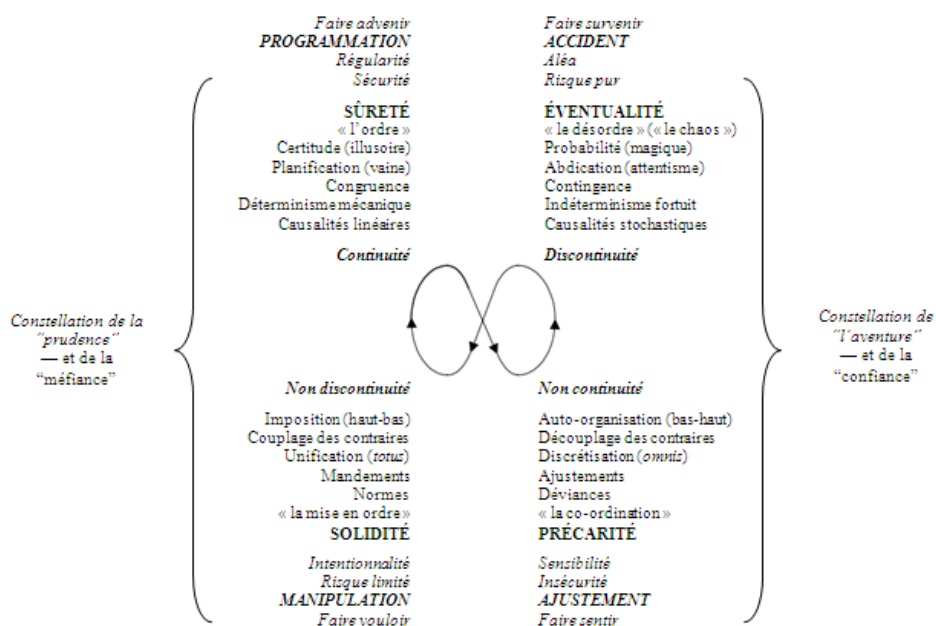 Faire advenir
PROGRAMMATION
Régularité
Sécurité
SÛRETÉ
« l'ordre »
Certitude (illusoire)
Planification (vaine)
Congruence
Déterminisme mécanique
Causalités linéaires
Continuité
Faire survenir
ACCIDENT
Aléa
Risque pur
ÉVENTUALITÉ
« le désordre » (« le chaos »)
Probabilité (magique)
Abdication (attentisme)
Contingence
Indéterminisme fortuit
Causalités stochastiques
Discontinuité
Constellation de la
"prudence"
— et de la
“méfiance”
Constellation de
"l´aventure"
— et de la
“confiance”
Non discontinuité
Imposition (haut-bas)
Couplage des contraires
Unification (totus)
Mandements
Normes
« la mise en ordre »
SOLIDITÉ
Intentionnalité
Risque limité
MANIPULATION
Faire vouloir
Non continuité
Auto-organisation (bas-haut)
Découplage des contraires
Discrétisation (omnis)
Ajustements
Déviances
« la co-ordination »
PRÉCARITÉ
Sensibilité
Insécurité
AJUSTEMENT
Faire sentir